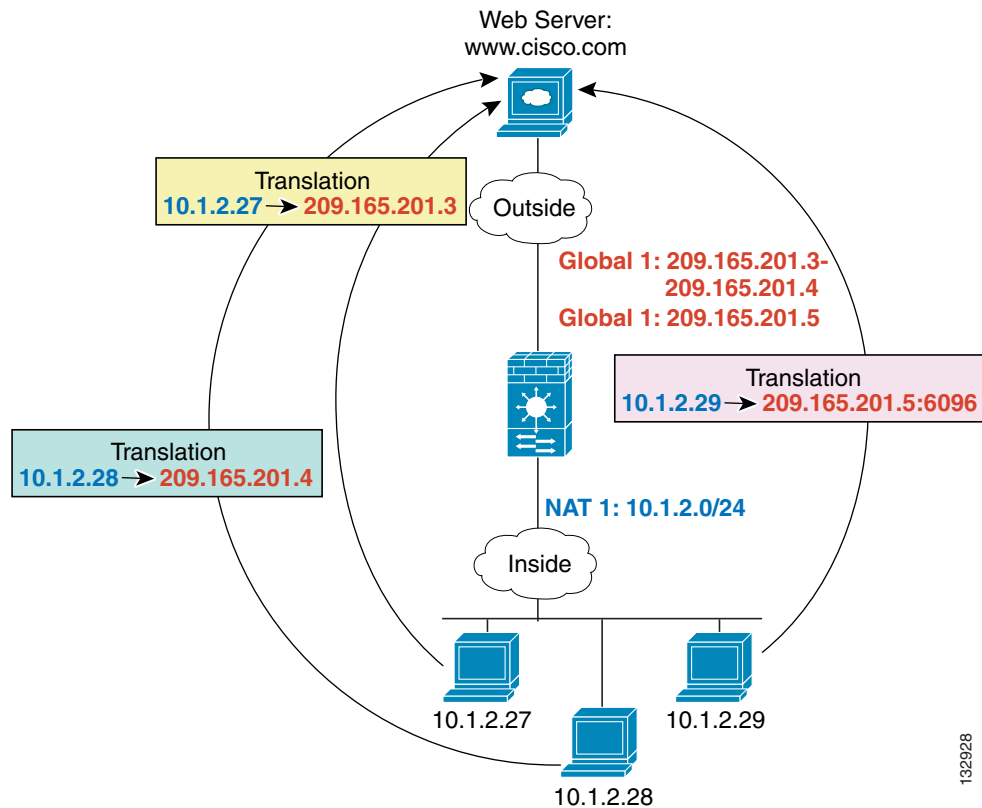 Web Server:
www.cisco.com
Translation
10.1.2.27 209.165.201.3
Outside
Global 1: 209.165.201.3-
209.165.201.4
Global 1: 209.165.201.5
Translation
10.1.2.29 209.165.201.5:6096
Translation
10.1.2.28 209.165.201.4
NAT 1: 10.1.2.0/24
Inside
10.1.2.27
10.1.2.29
10.1.2.28
132928